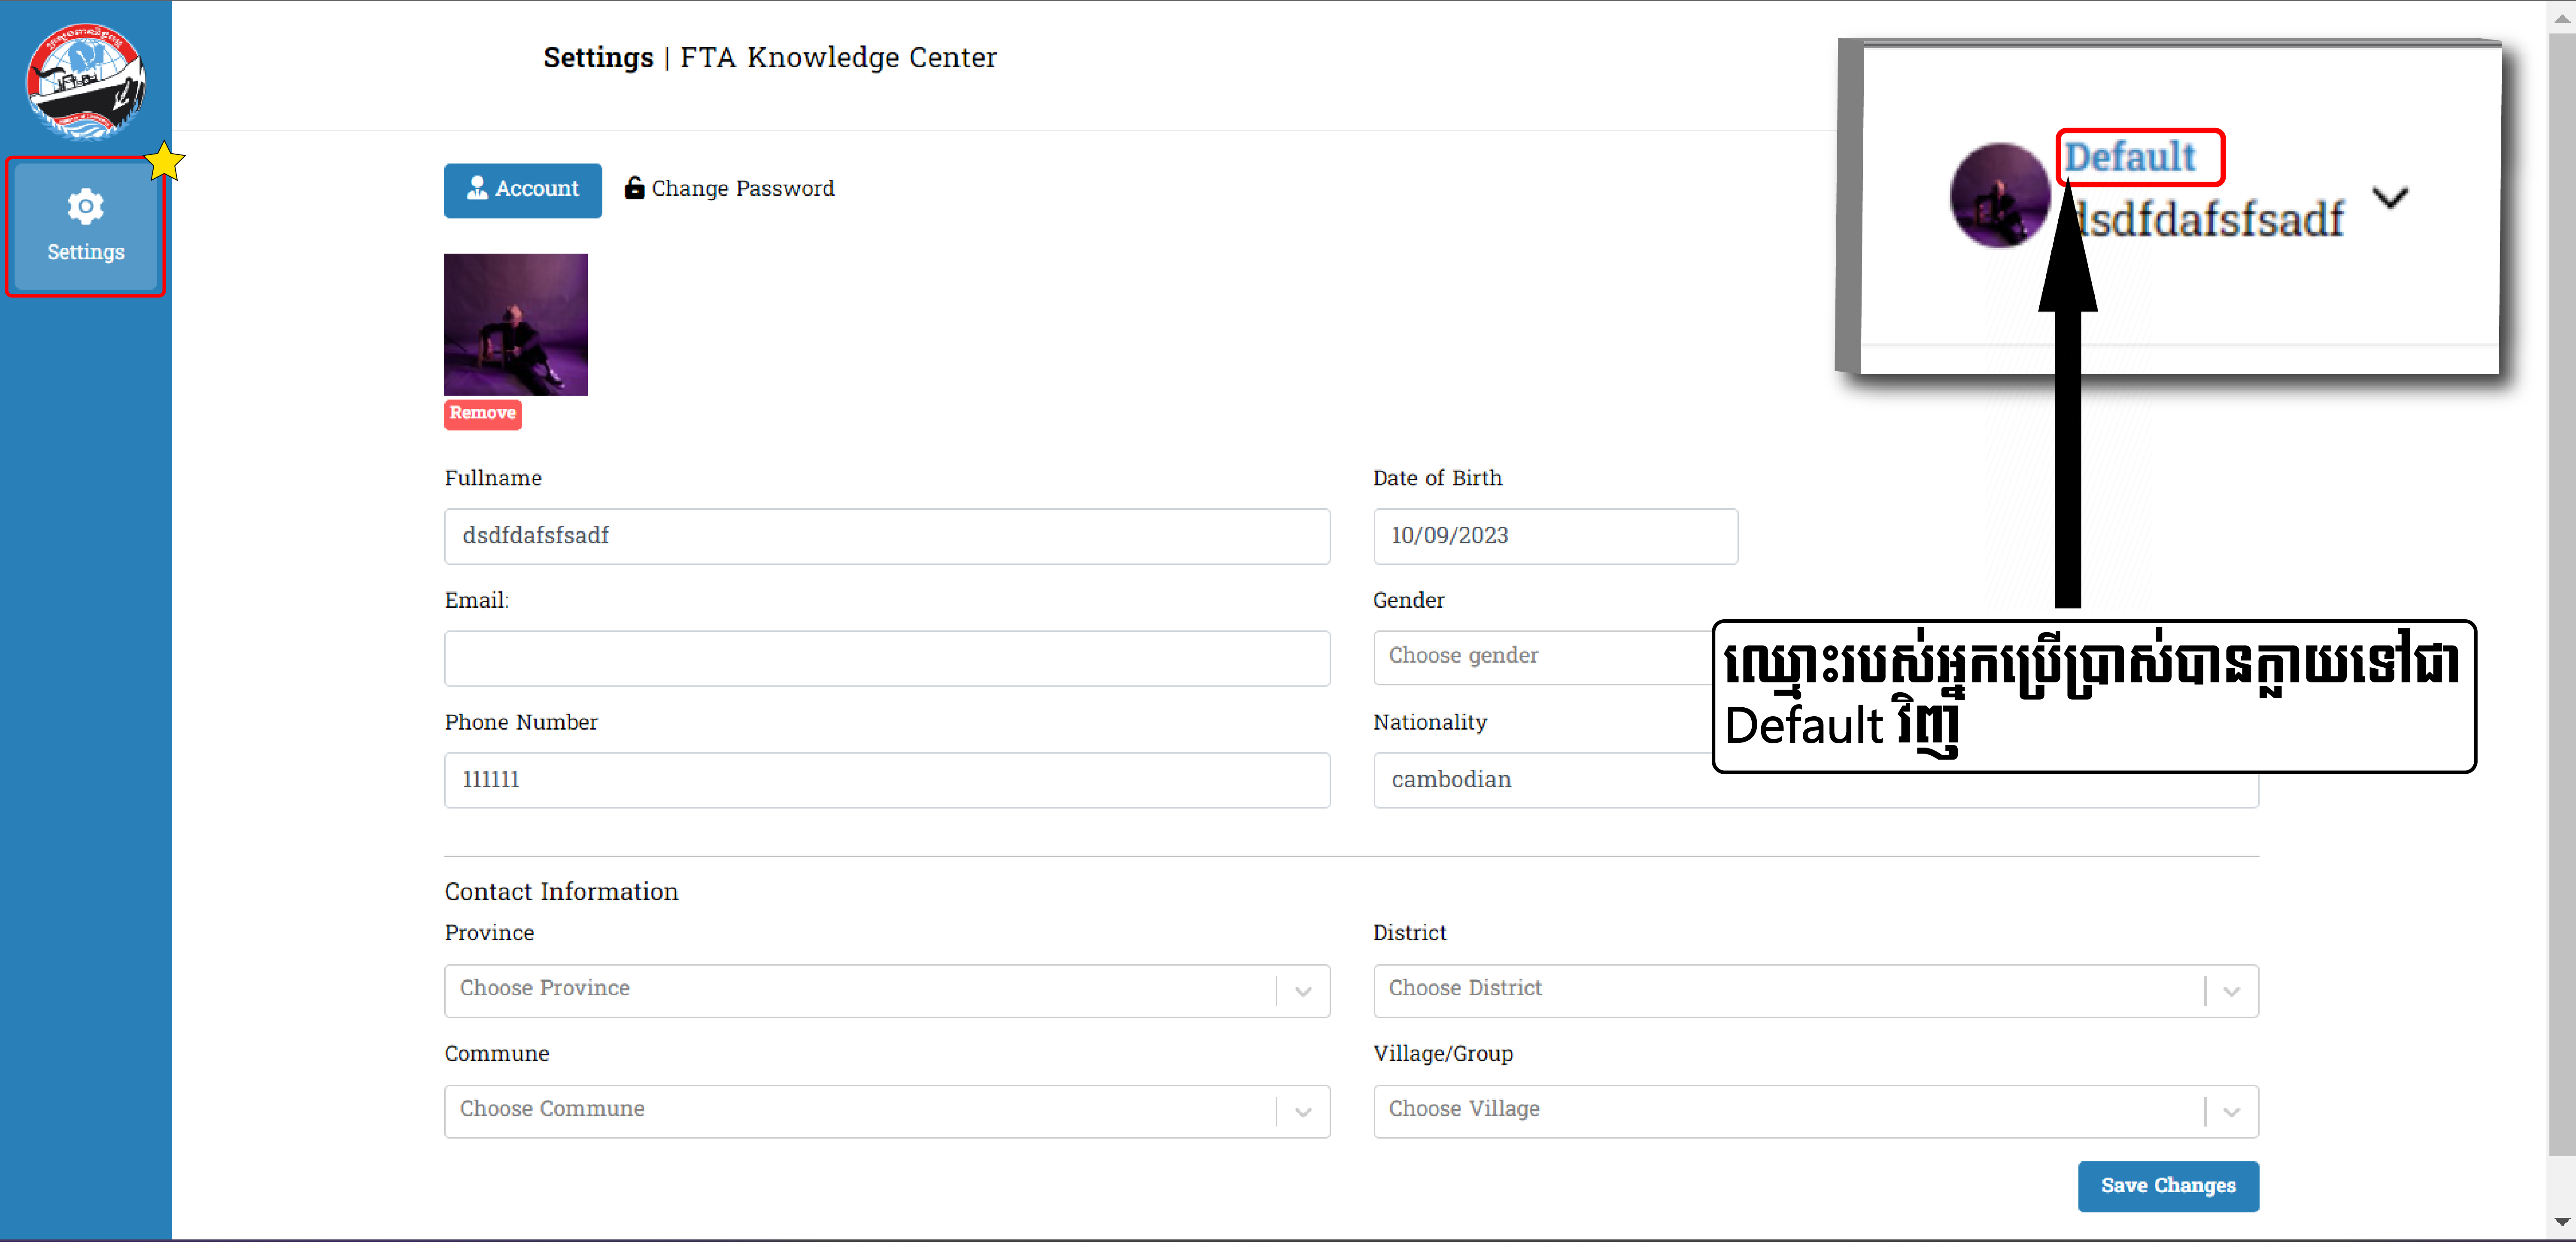 Settings | FTA Knowledge Center
Settings
Account
Change Password
Default
dsdfdafsfsadf
Remove
Fullname
Date of Birth
dsdfdafsfsadf
10/09/2023
Email:
Gender
Choose gender
ឈ្មោះរបស់អ្នកប្រើប្រាស់បានក្លាយទៅជា
Default វិញ
Phone Number
Nationality
111111
cambodian
Contact Information
Province
District
Choose Province
Choose District
Commune
Village/Group
Choose Commune
Choose Village
Save Changes